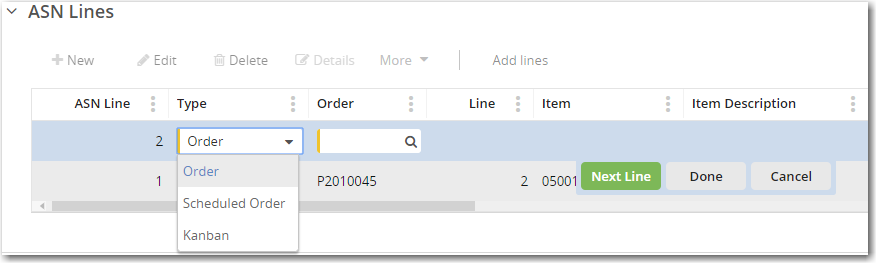 ASN Lines
New Edit Delete Details More Add lines
ASN Line Type Order Line Item Item Description
2 Order
Order
1 P2010045 2 05001
Next Line Done Cancel
Scheduled Order
Kanban